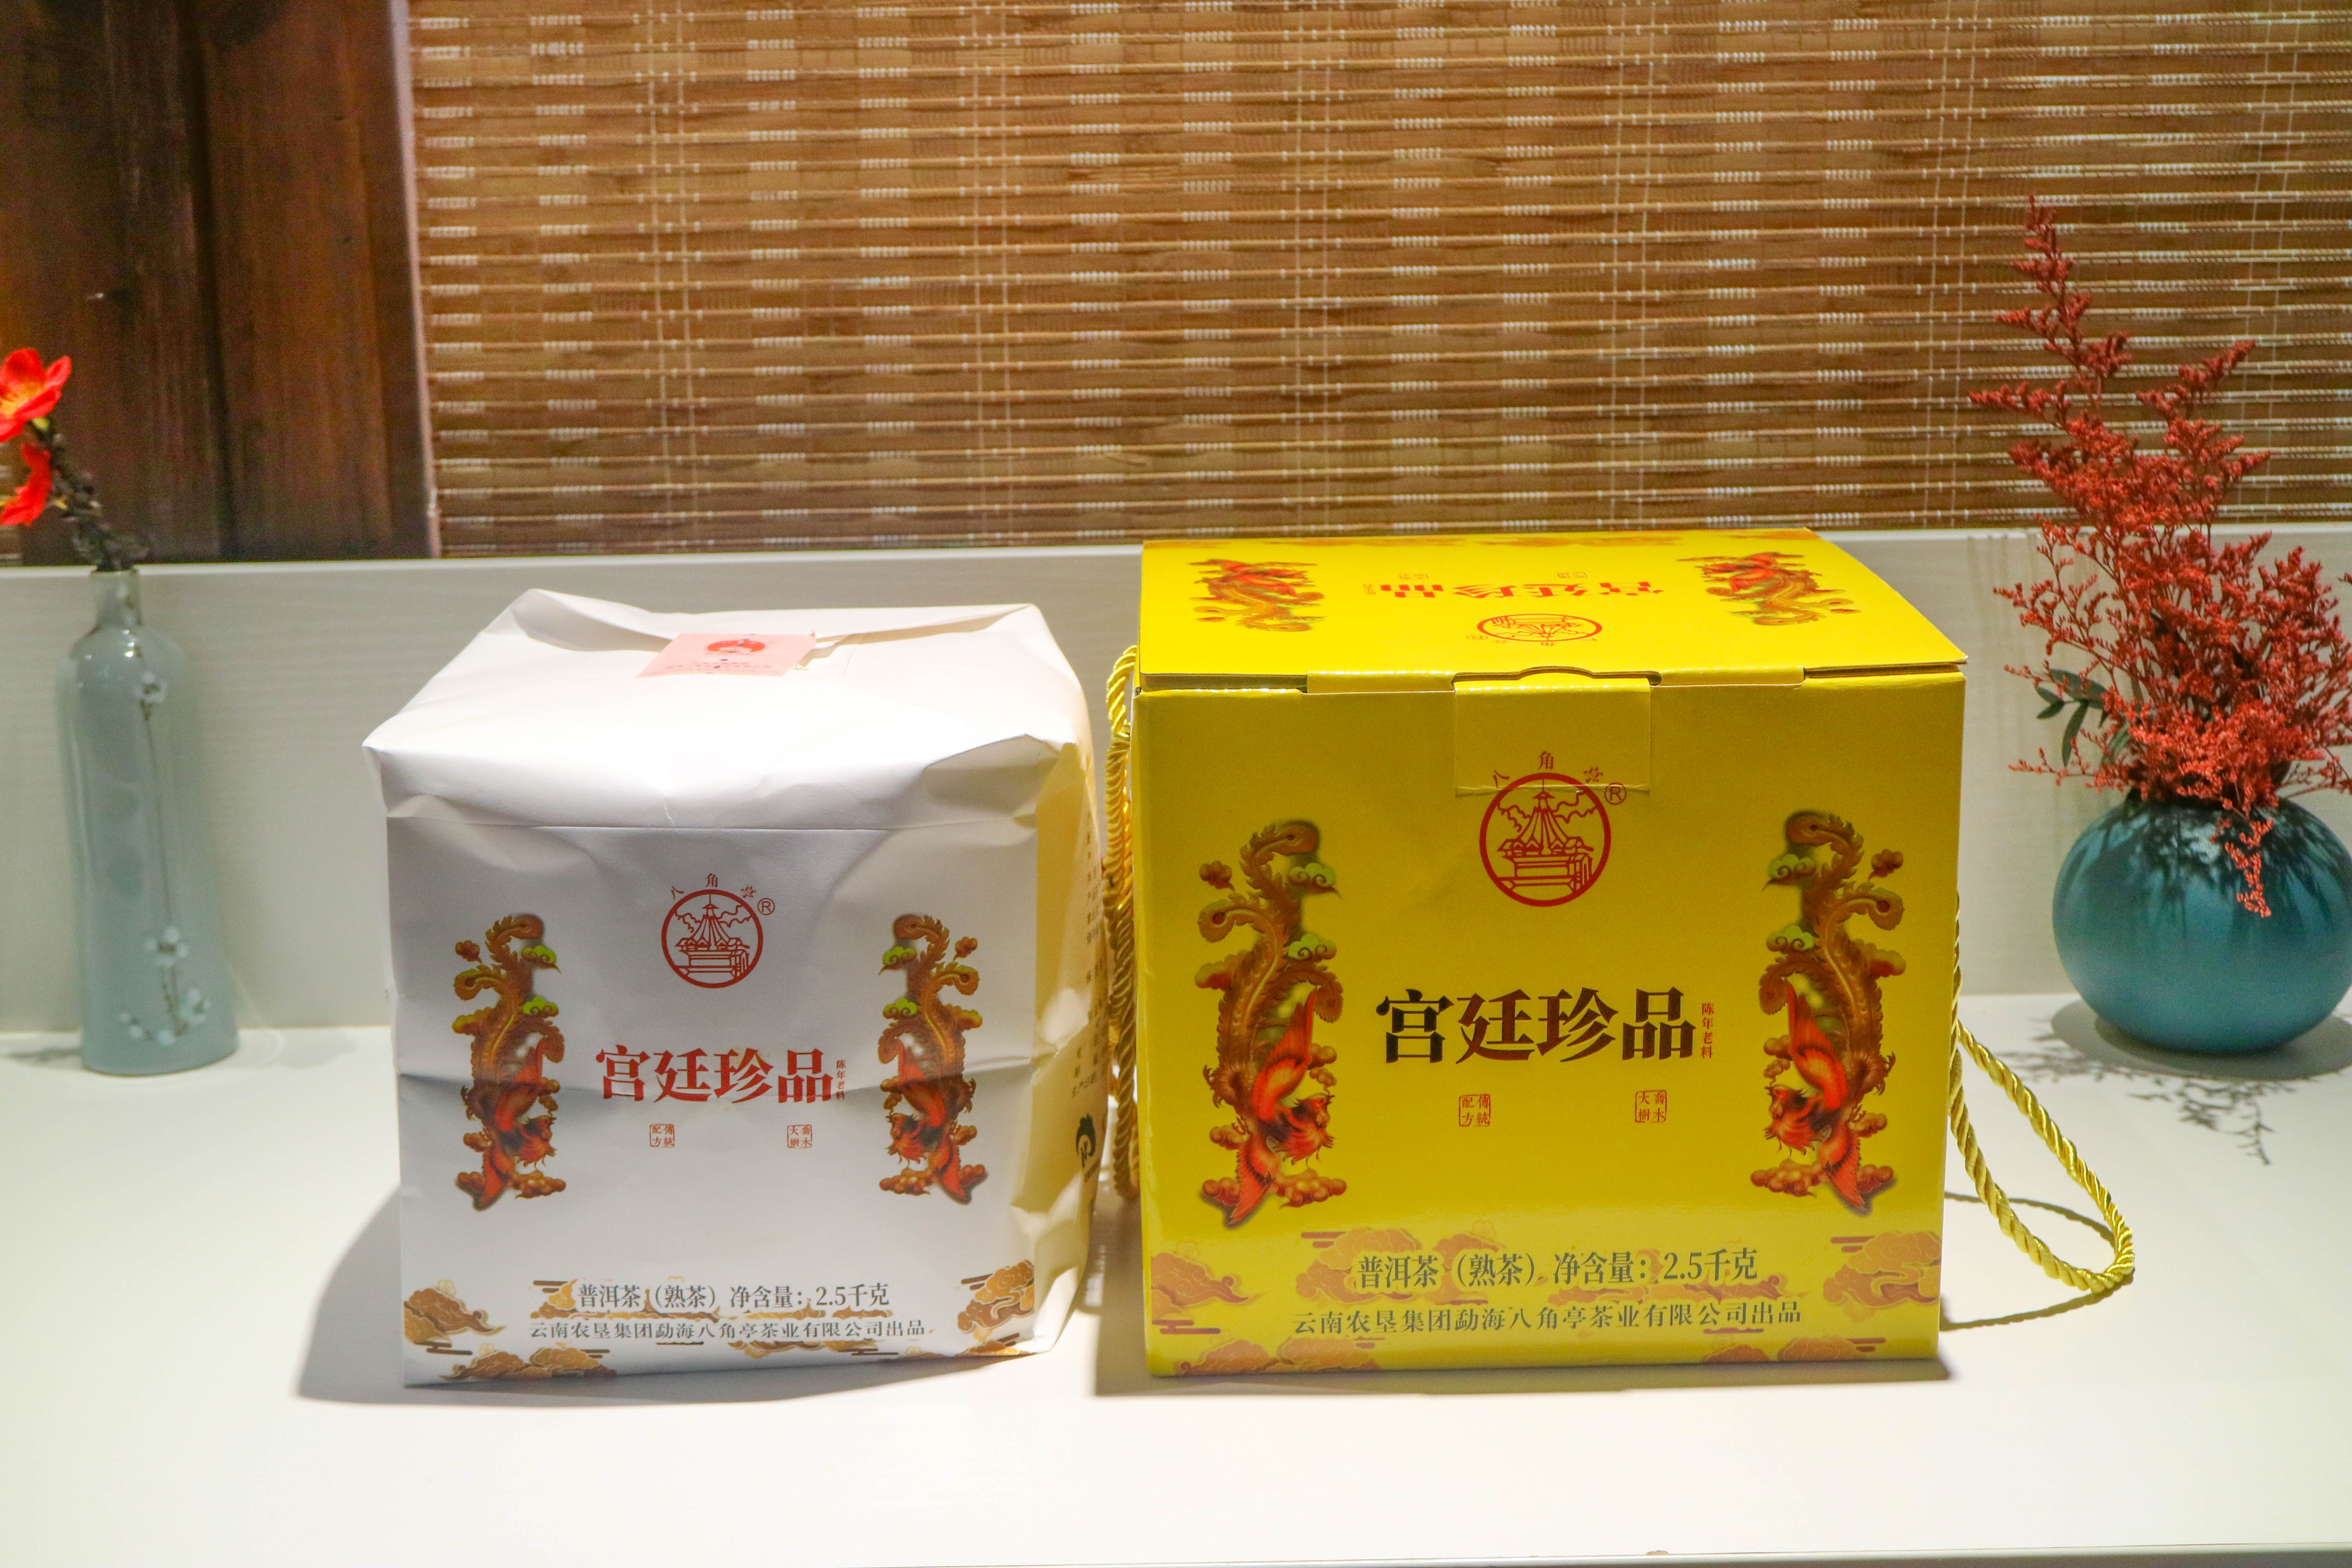 八角亭
®
宫廷珍品
陈年老料
傳統配方
喬木大樹
普洱茶（熟茶）净含量：2.5千克
云南农垦集团勐海八角亭茶业有限公司出品
宫廷珍品
八角亭
®
宫廷珍品
陈年老料
傳統配方
喬木大樹
普洱茶（熟茶）净含量：2.5千克
云南农垦集团勐海八角亭茶业有限公司出品